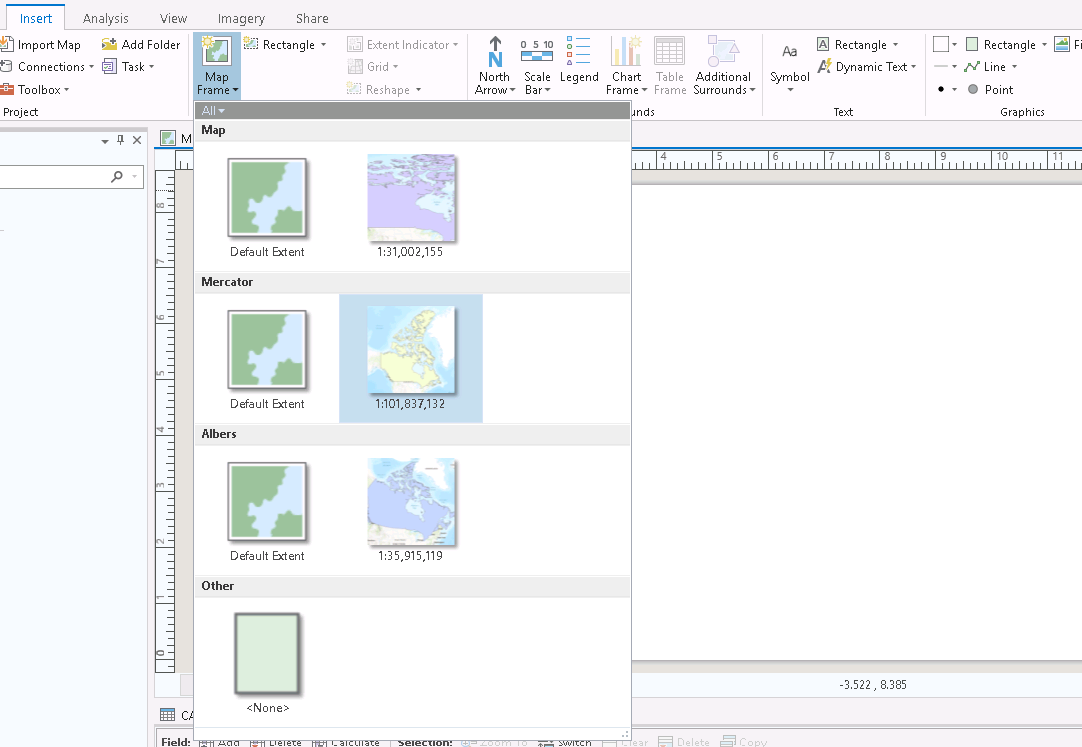 Insert Analysis View Imagery Share
Import Map Add Folder
Connections Task
Toolbox
Project
Map
Frame
Rectangle
Extent Indicator
Grid
Reshape
North
Arrow
Scale
Bar
Legend
Chart
Frame
Table
Frame
Additional
Surrounds
0 5 10
N
unds
Aa
Symbol
A Rectangle
A Dynamic Text
Text
Rectangle
Line
Point
Graphics
Fi
M
All
Map
Default Extent 1:31,002,155
Mercator
Default Extent 1:101,837,132
Albers
Default Extent 1:35,915,119
Other
<None>
4 5 6 7 8 9 10 11
8
7
6
5
4
3
2
1
0
-3.522 , 8.385
CA
Field: Add Delete Calculate Selection: Zoom To Switch Clear Delete Copy